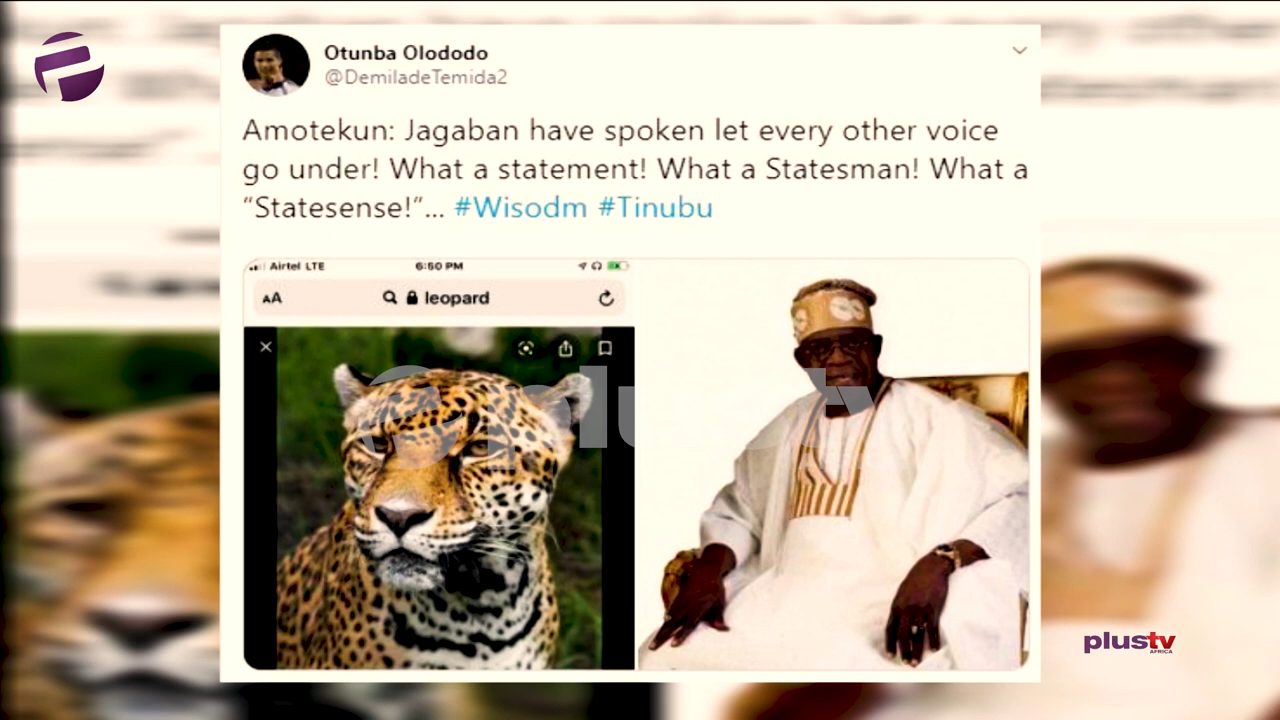 Otunba Olododo
@DemiladeTemida2
Amotekun: Jagaban have spoken let every other voice
go under! What a statement! What a Statesman! What a
“Statesense!”... #Wisodm #Tinubu
Airtel LTE
6:50 PM
AA
leopard
plustv
plustv
AFRICA